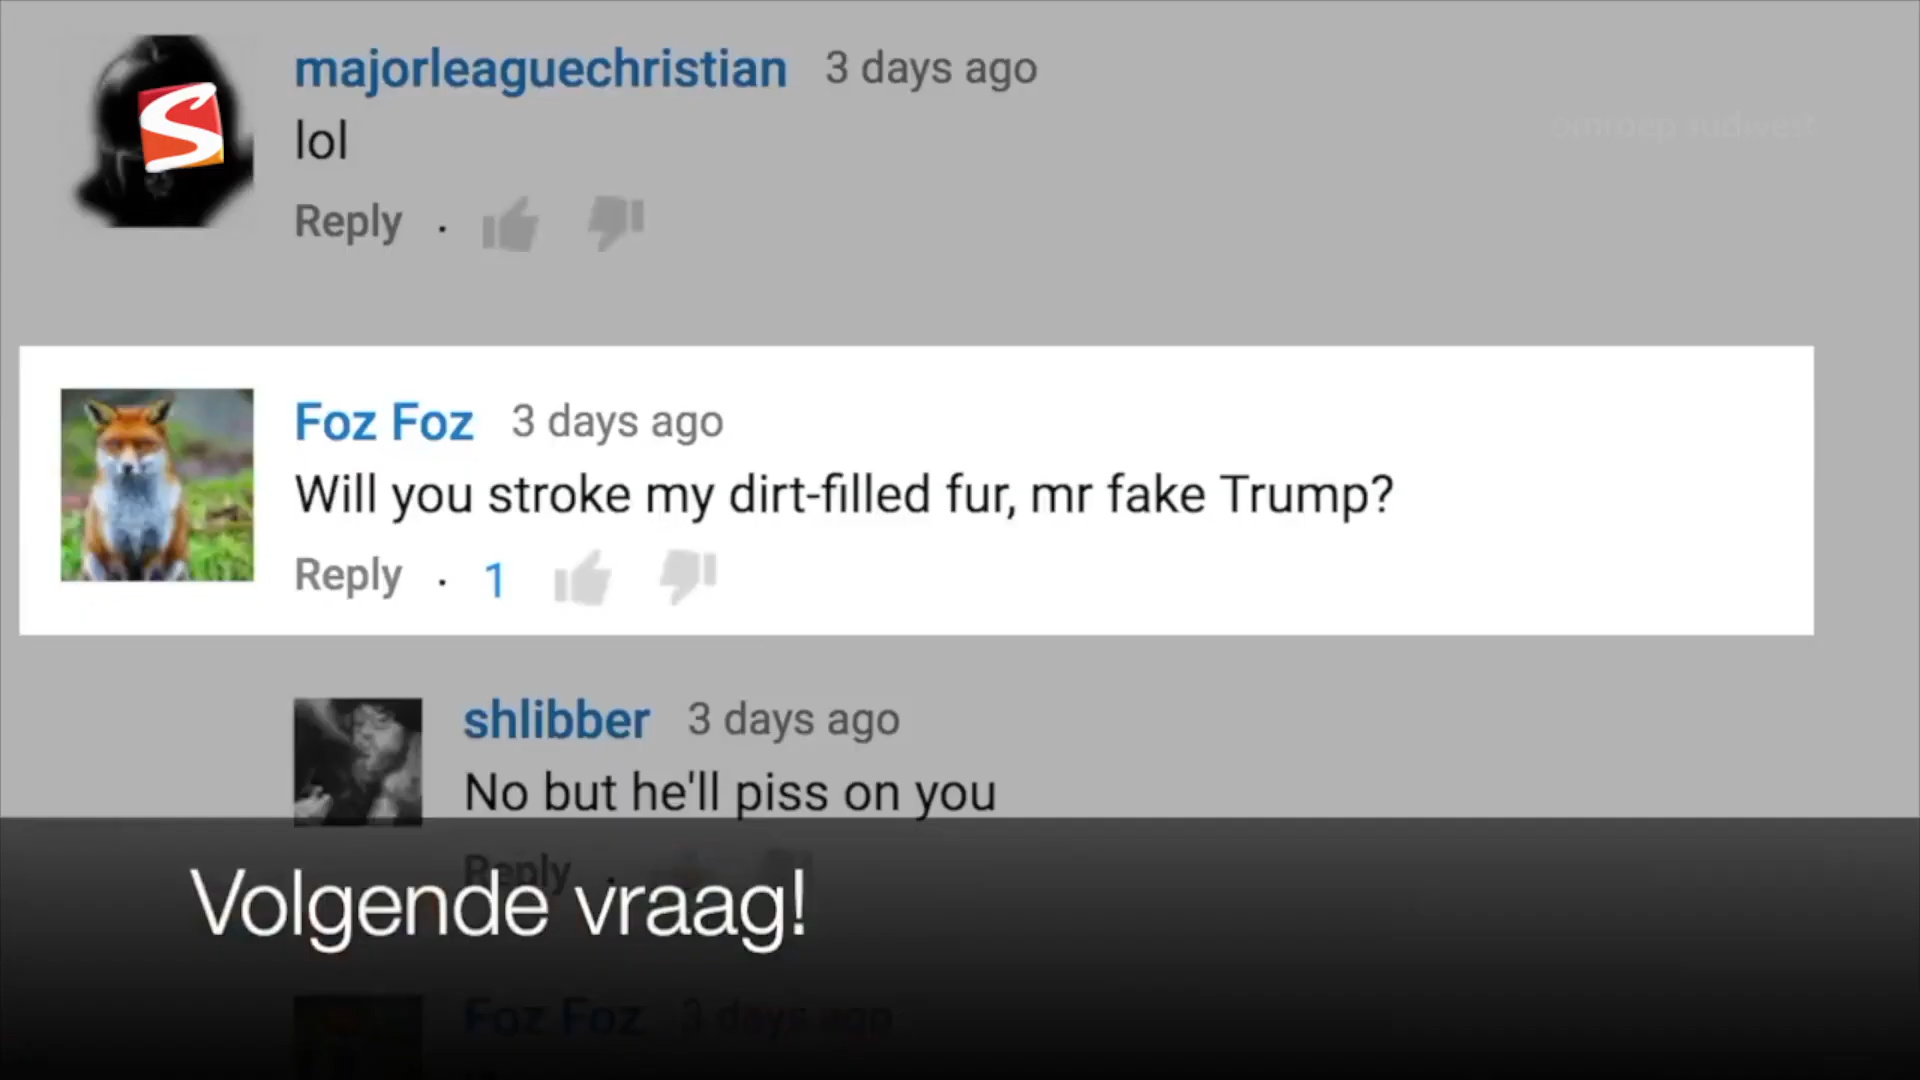 majorleaguechristian 3 days ago
lol
Reply ·
omroep sudwest
Foz Foz 3 days ago
Will you stroke my dirt-filled fur, mr fake Trump?
Reply · 1
shlibber 3 days ago
No but he'll piss on you
Reply ·
Volgende vraag!
Foz Foz 3 days ago